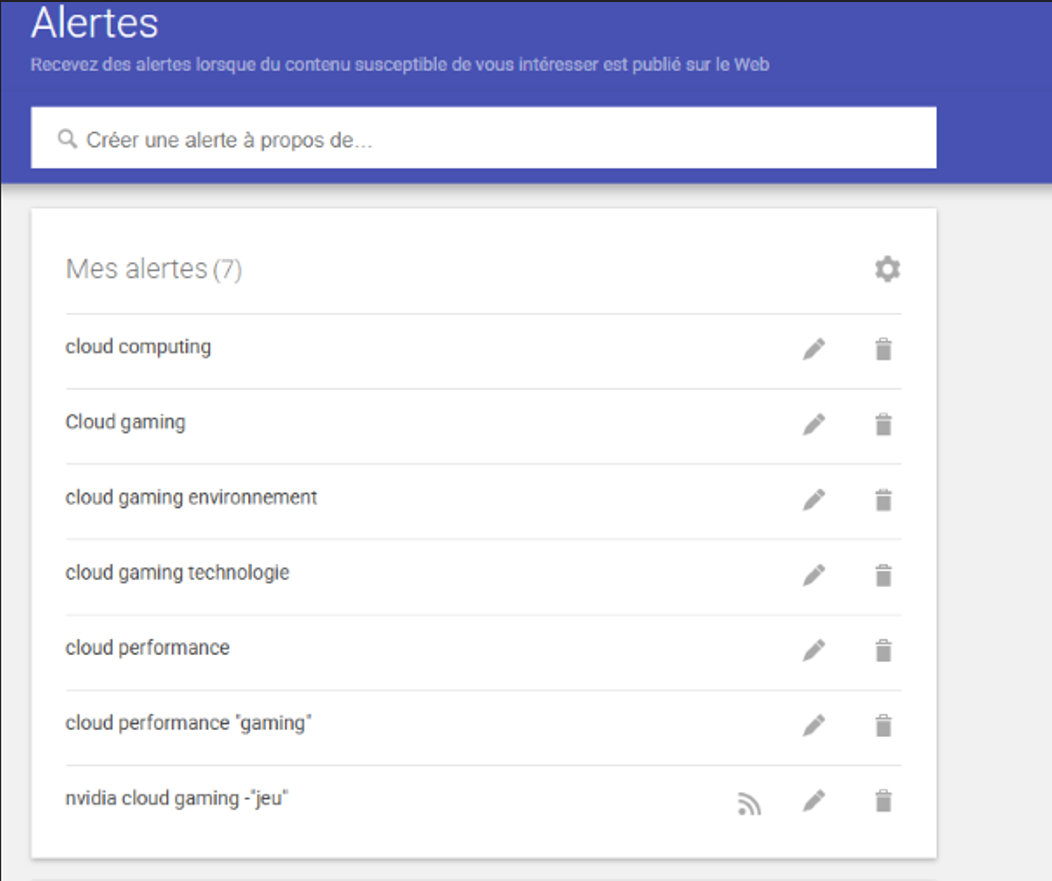 Alertes
Recevez des alertes lorsque du contenu susceptible de vous intéresser est publié sur le Web
Créer une alerte à propos de...
Mes alertes (7)
cloud computing
Cloud gaming
cloud gaming environnement
cloud gaming technologie
cloud performance
cloud performance "gaming"
nvidia cloud gaming -"jeu"